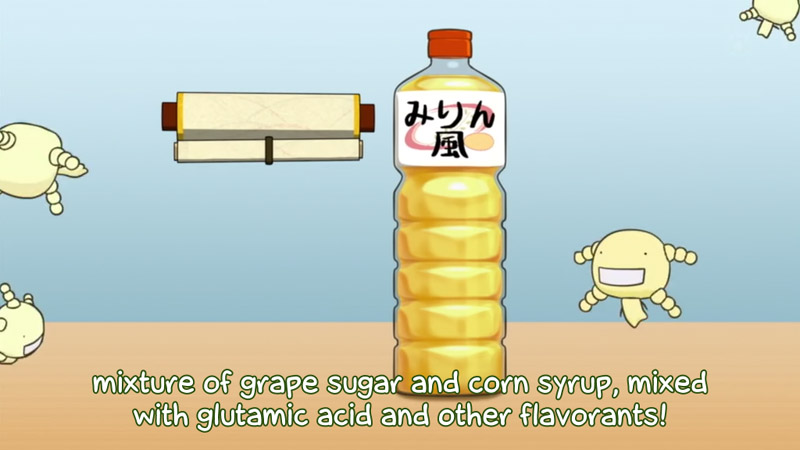 みりん
風
mixture of grape sugar and corn syrup, mixed
with glutamic acid and other flavorants!